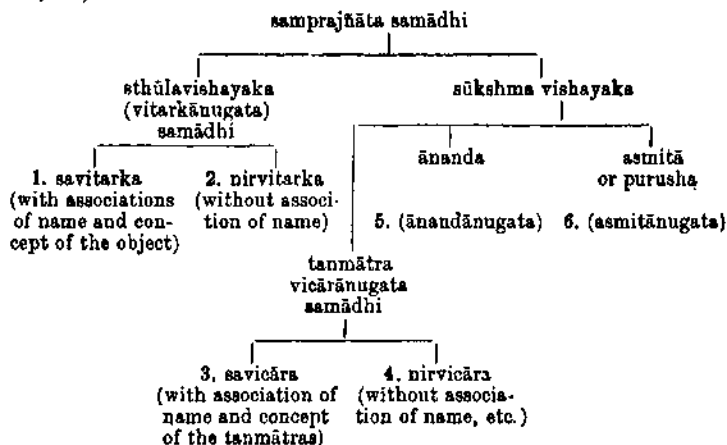 samprajñāta samādhi
sthūlavishayaka
(vitarkānugata)
samādhi
sūkshma vishayaka
ānanda
asmitā
or purusha
1. savitarka
(with associations
of name and con-
cept of the object)
2. nirvitarka
(without associ-
ation of name)
5. (ānandānugata)
6. (asmitānugata)
tanmātra
vicārānugata
samādhi
3. savicāra
(with association of
name and concept
of the tanmātras)
4. nirvicāra
(without associa-
tion of name, etc.)